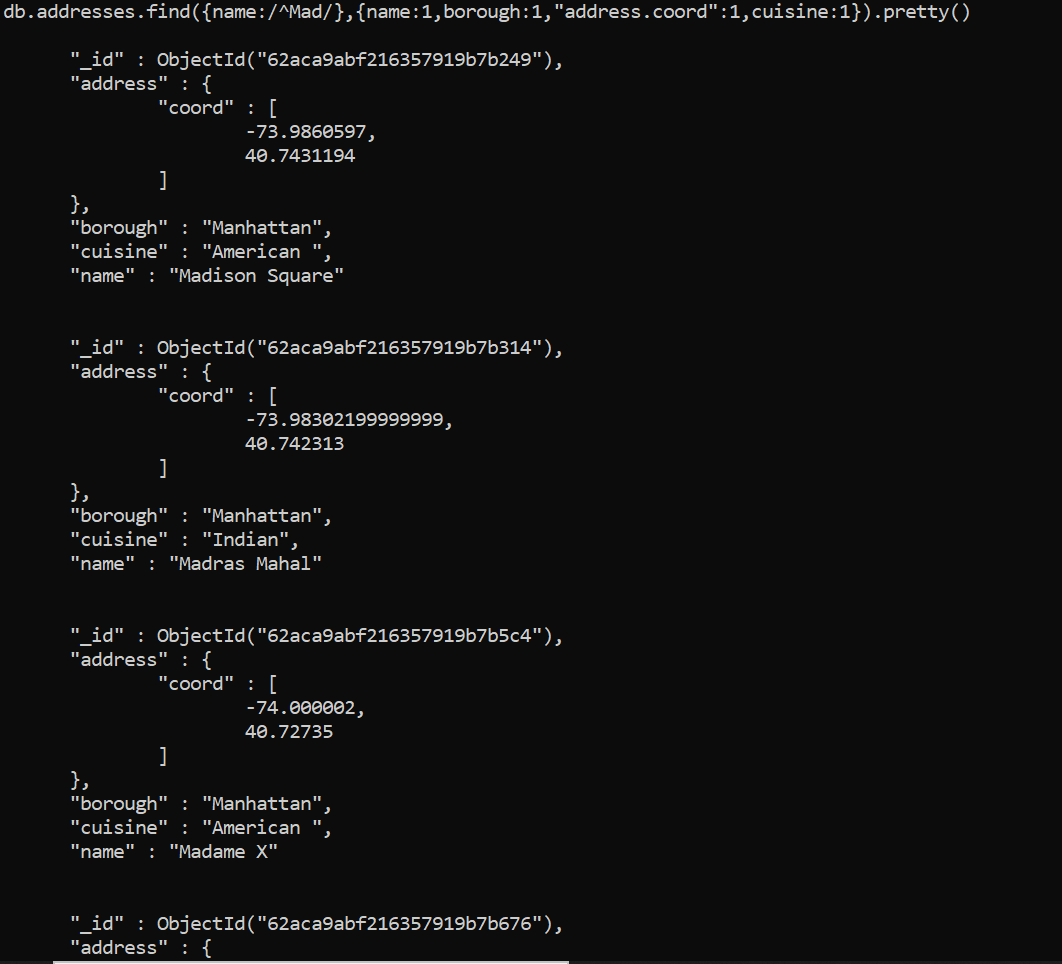 db.addresses.find({name:/^Mad/},{name:1,borough:1,"address.coord":1,cuisine:1}).pretty()
"_id" : ObjectId("62aca9abf216357919b7b249"),
"address" : {
"coord" : [
-73.9860597,
40.7431194
]
},
"borough" : "Manhattan",
"cuisine" : "American ",
"name" : "Madison Square"
"_id" : ObjectId("62aca9abf216357919b7b314"),
"address" : {
"coord" : [
-73.98302199999999,
40.742313
]
},
"borough" : "Manhattan",
"cuisine" : "Indian",
"name" : "Madras Mahal"
"_id" : ObjectId("62aca9abf216357919b7b5c4"),
"address" : {
"coord" : [
-74.000002,
40.72735
]
},
"borough" : "Manhattan",
"cuisine" : "American ",
"name" : "Madame X"
"_id" : ObjectId("62aca9abf216357919b7b676"),
"address" : {